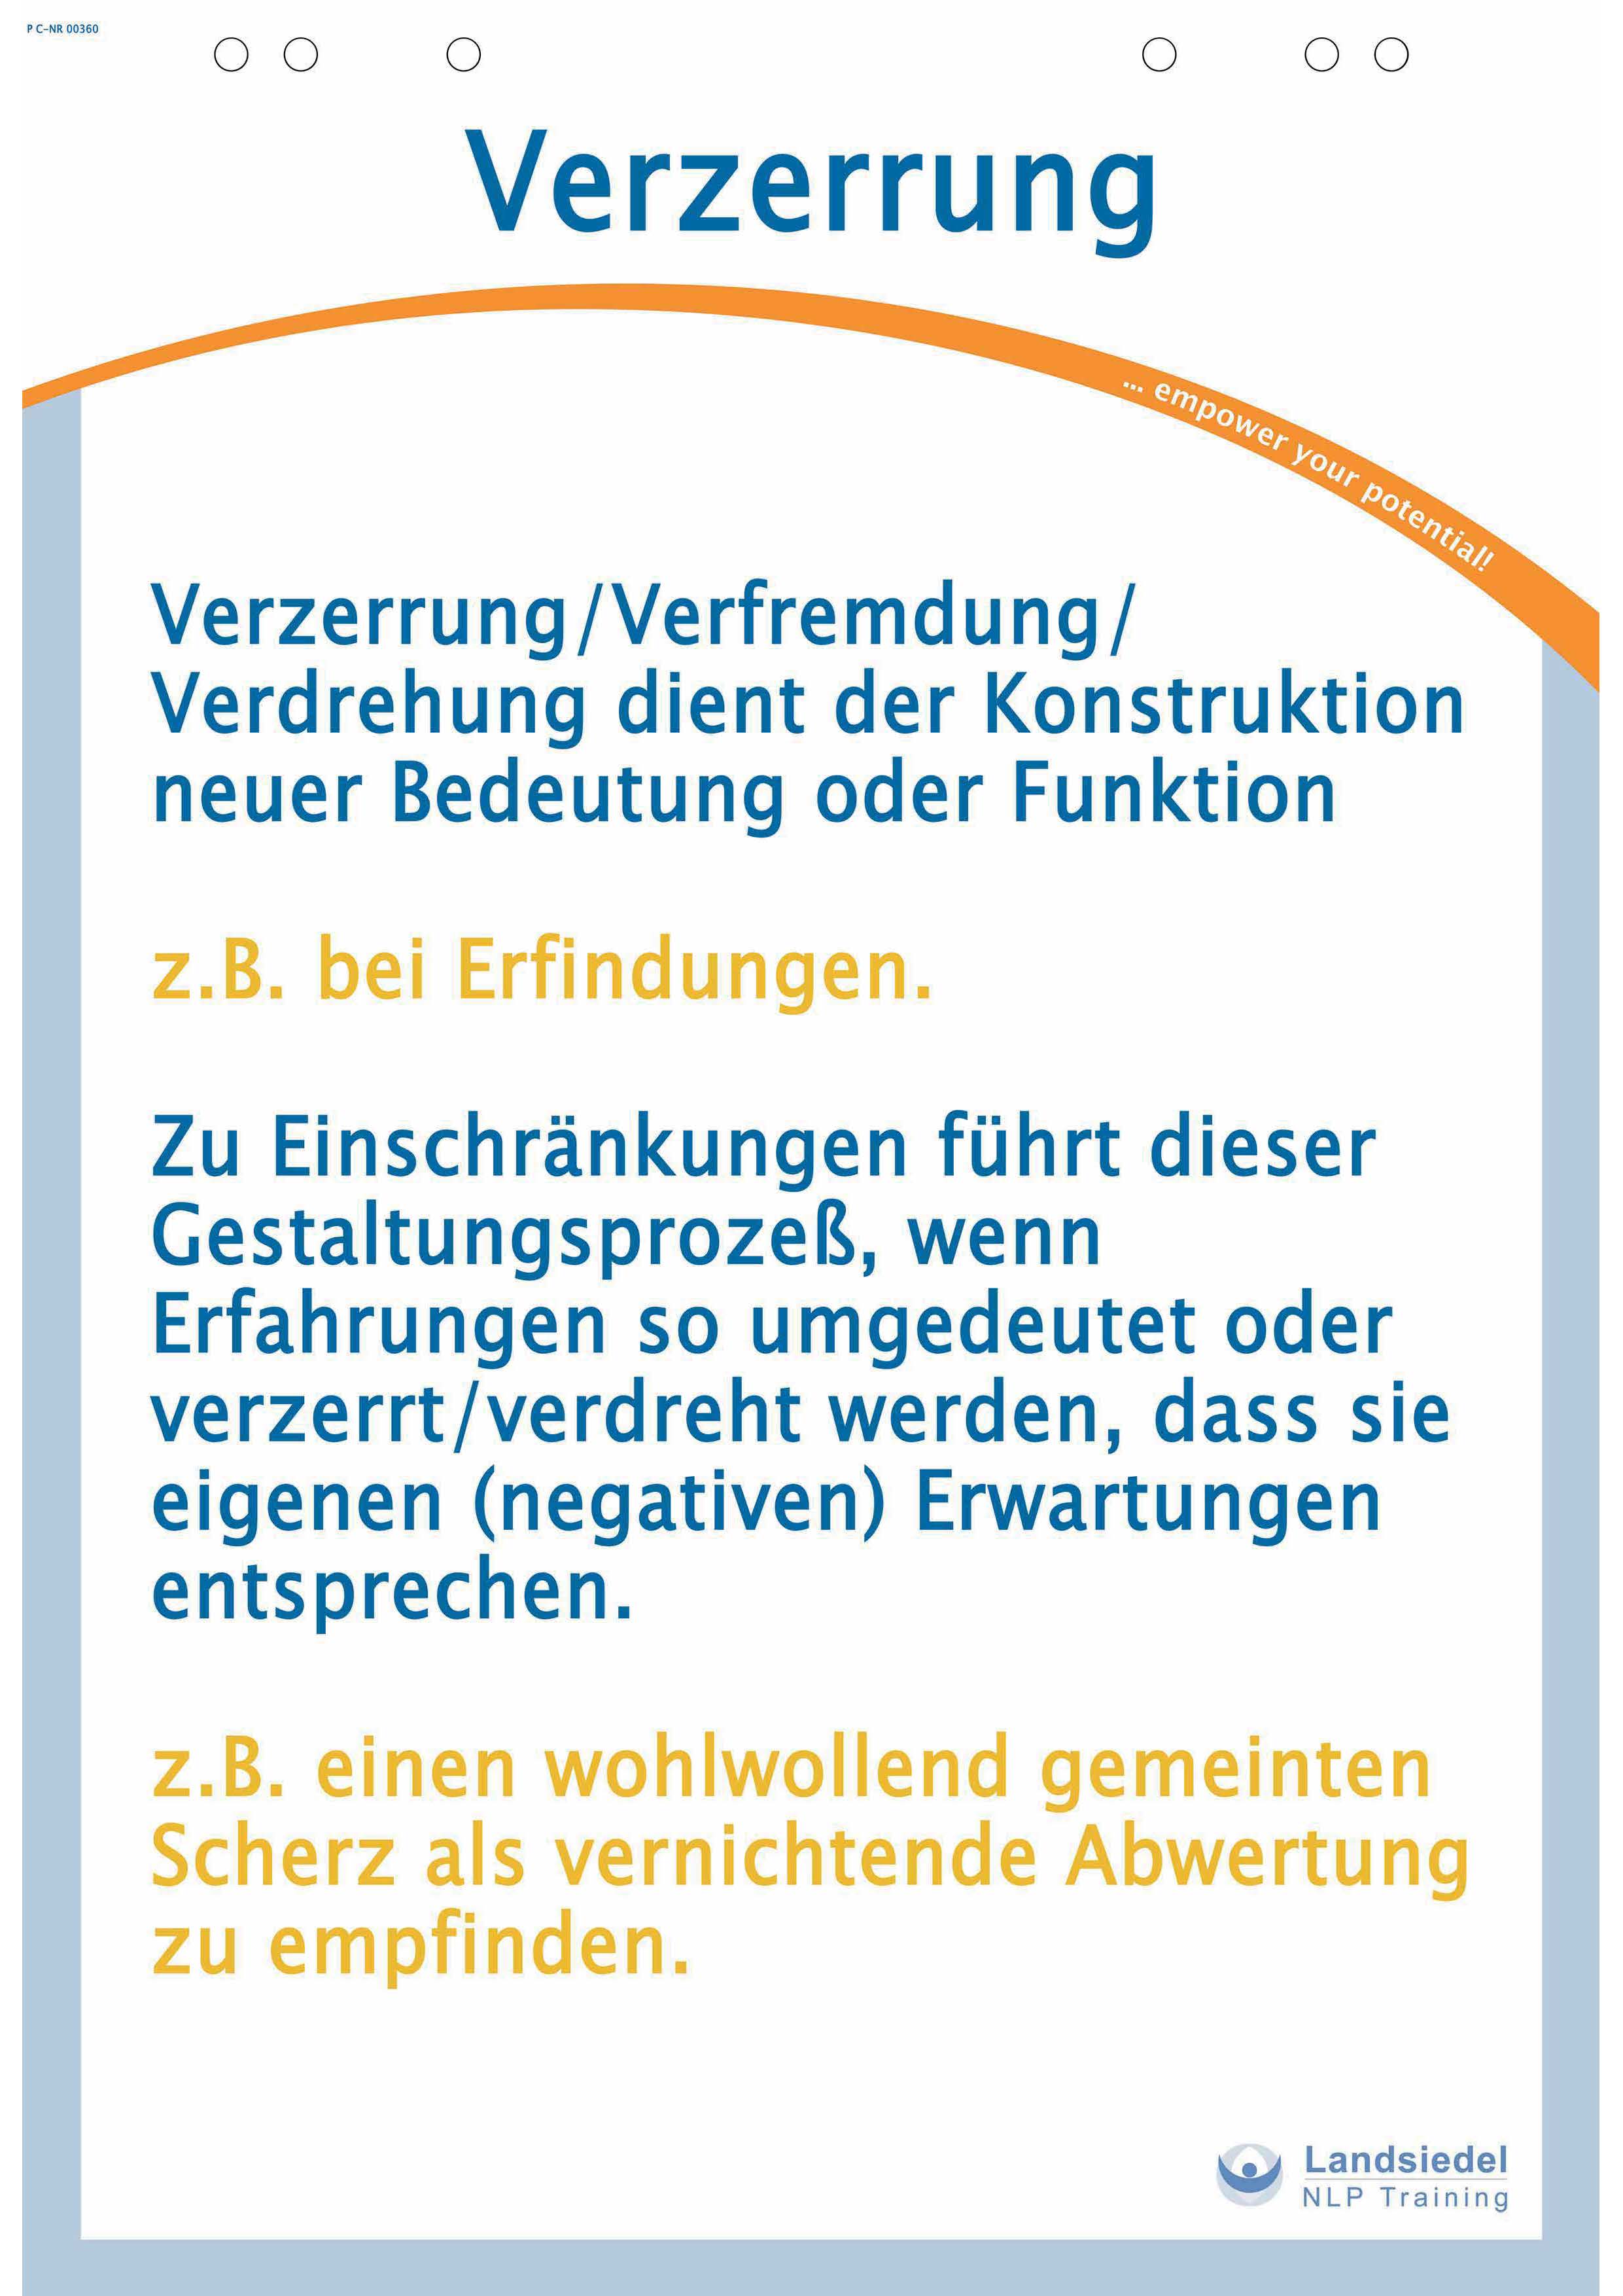 P C-NR 00360
Verzerrung
... empower your potential!
Verzerrung/Verfremdung/
Verdrehung dient der Konstruktion
neuer Bedeutung oder Funktion
z.B. bei Erfindungen.
Zu Einschränkungen führt dieser
Gestaltungsprozeß, wenn
Erfahrungen so umgedeutet oder
verzerrt/verdreht werden, dass sie
eigenen (negativen) Erwartungen
entsprechen.
z.B. einen wohlwollend gemeinten
Scherz als vernichtende Abwertung
zu empfinden.
Landsiedel
NLP Training